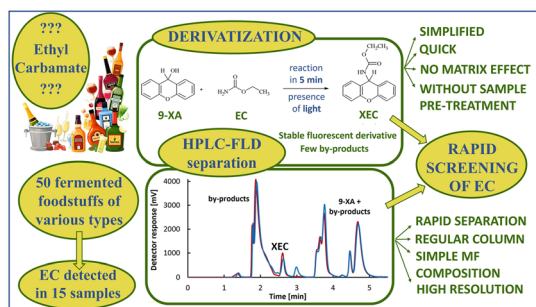 ???
Ethyl
Carbamate
???
DERIVATIZATION
OH
9-XA
+
H₂N
O
O
EC
reaction
in 5 min
presence
of light
O
CH₂CH₃
HN
H
O
XEC
Stable fluorescent derivative
Few by-products
SIMPLIFIED
QUICK
NO MATRIX EFFECT
WITHOUT SAMPLE
PRE-TREATMENT
HPLC-FLD
separation
RAPID
SCREENING
OF EC
50 fermented
foodstuffs of
various types
EC detected
in 15 samples
Detector response [mV]
4000
3000
2000
1000
0
by-products
XEC
9-XA +
by-products
0 1 2 3 4 5
Time [min]
RAPID SEPARATION
REGULAR COLUMN
SIMPLE MF
COMPOSITION
HIGH RESOLUTION